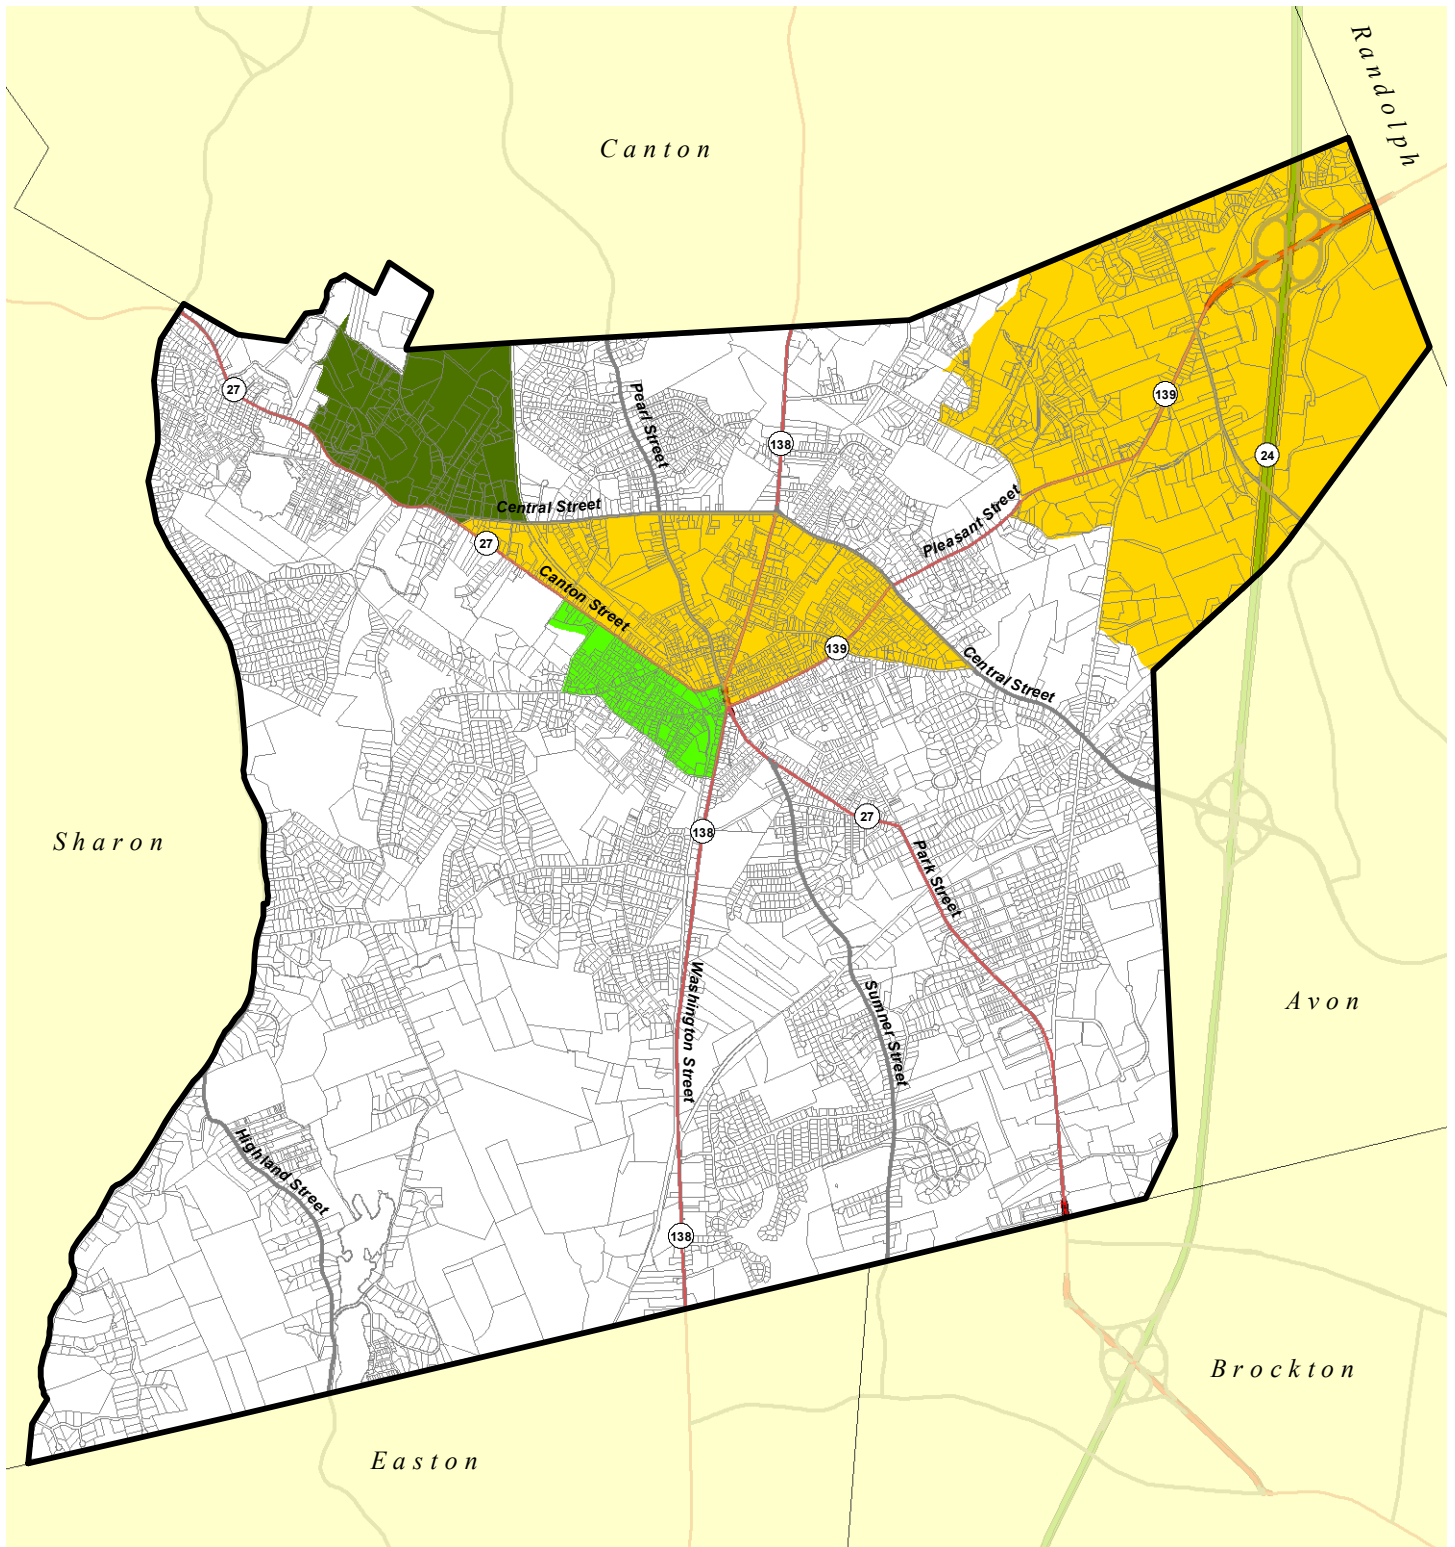 Randolph
Canton
27
139
Pearl Street
138
24
Central Street
Pleasant Street
27
Canton Street
139
Central Street
27
138
Sharon
Park Street
Washington Street
Sumner Street
Avon
Highland Street
138
Brockton
Easton